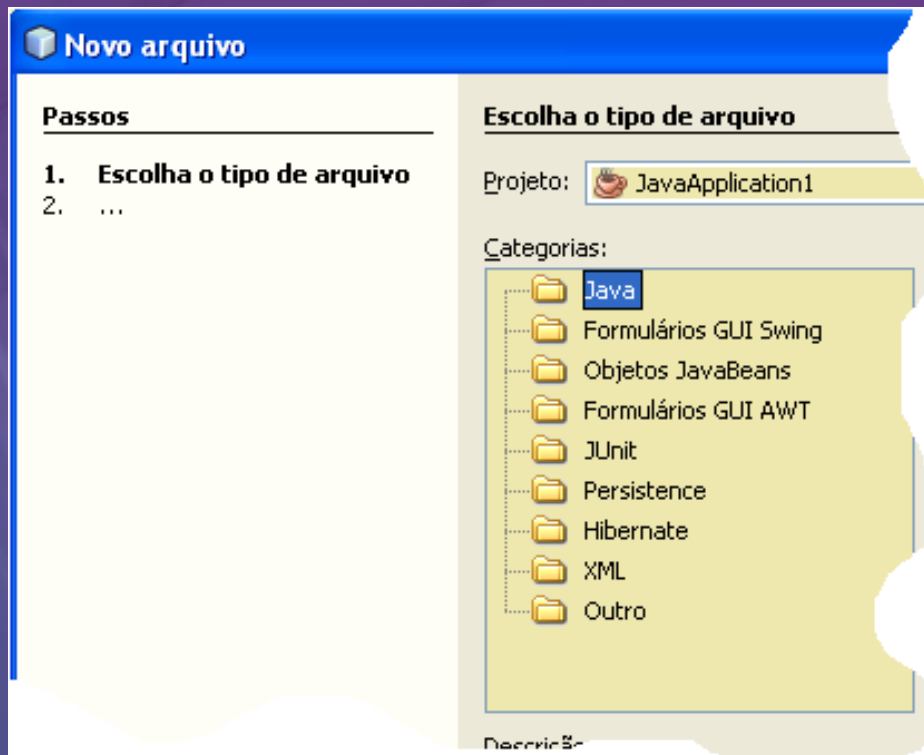 Novo arquivo
Passos
1. Escolha o tipo de arquivo
2. ...
Escolha o tipo de arquivo
Projeto: JavaApplication1
Categorias:
Java
Formulários GUI Swing
Objetos JavaBeans
Formulários GUI AWT
JUnit
Persistence
Hibernate
XML
Outro